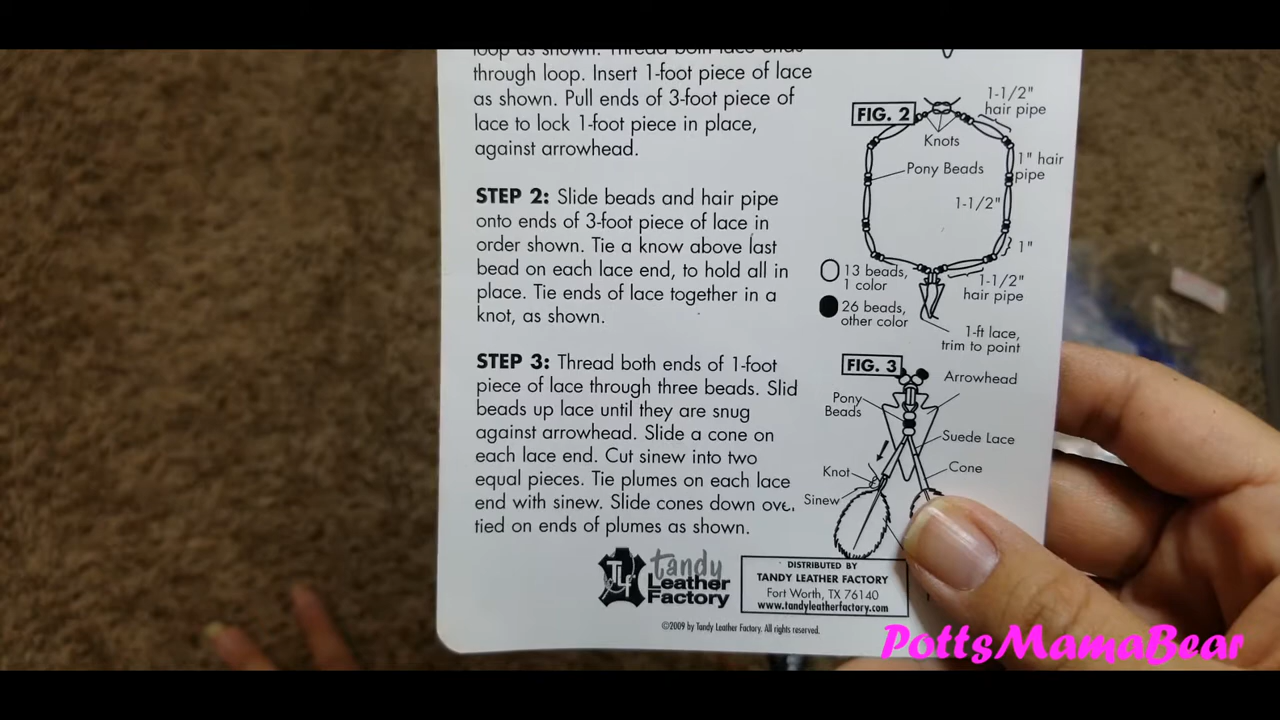 loop as shown. Thread both lace ends
through loop. Insert 1-foot piece of lace
as shown. Pull ends of 3-foot piece of
lace to lock 1-foot piece in place,
against arrowhead.
STEP 2: Slide beads and hair pipe
onto ends of 3-foot piece of lace in
order shown. Tie a know above last
bead on each lace end, to hold all in
place. Tie ends of lace together in a
knot, as shown.
STEP 3: Thread both ends of 1-foot
piece of lace through three beads. Slid
beads up lace until they are snug
against arrowhead. Slide a cone on
each lace end. Cut sinew into two
equal pieces. Tie plumes on each lace
end with sinew. Slide cones down
tied on ends of plumes as shown.
FIG. 2
1-1/2"
hair pipe
Knots
Pony Beads
1" hair
pipe
1-1/2"
1"
13 beads,
1 color
26 beads,
other color
1-1/2"
hair pipe
1-ft lace,
trim to point
FIG. 3
Arrowhead
Pony
Beads
Suede Lace
Knot
Cone
Sinew
TLF
tandy
Leather
Factory
DISTRIBUTED BY
TANDY LEATHER FACTORY
Fort Worth, TX 76140
www.tandyleatherfactory.com
©2009 by Tandy Leather Factory. All rights reserved.
PottsMamaBear